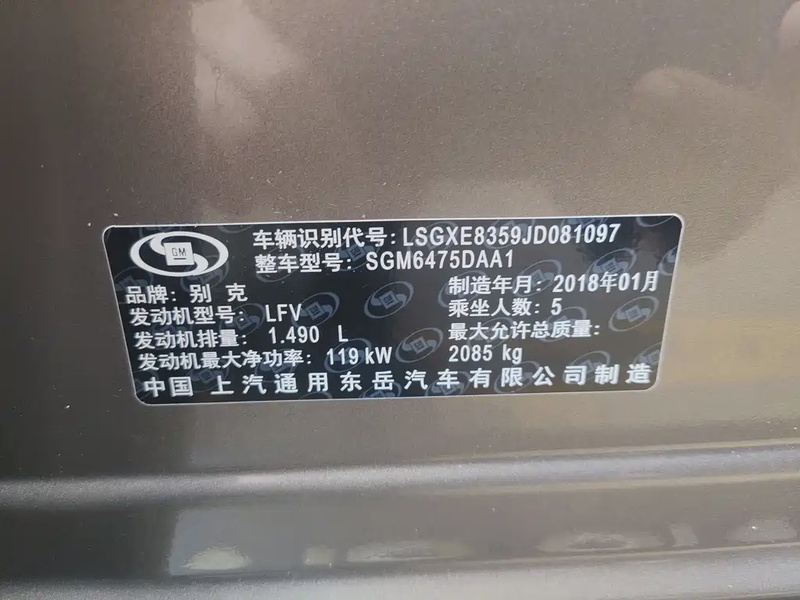 GM
车辆识别代号: LSGXE8359JD081097
整车型号: SGM6475DAA1
品牌: 别克
制造年月: 2018年01月
发动机型号: LFV
乘坐人数: 5
发动机排量: 1.490 L
最大允许总质量:
发动机最大净功率: 119 kW
2085 kg
中国 上汽通用东岳汽车有限公司制造